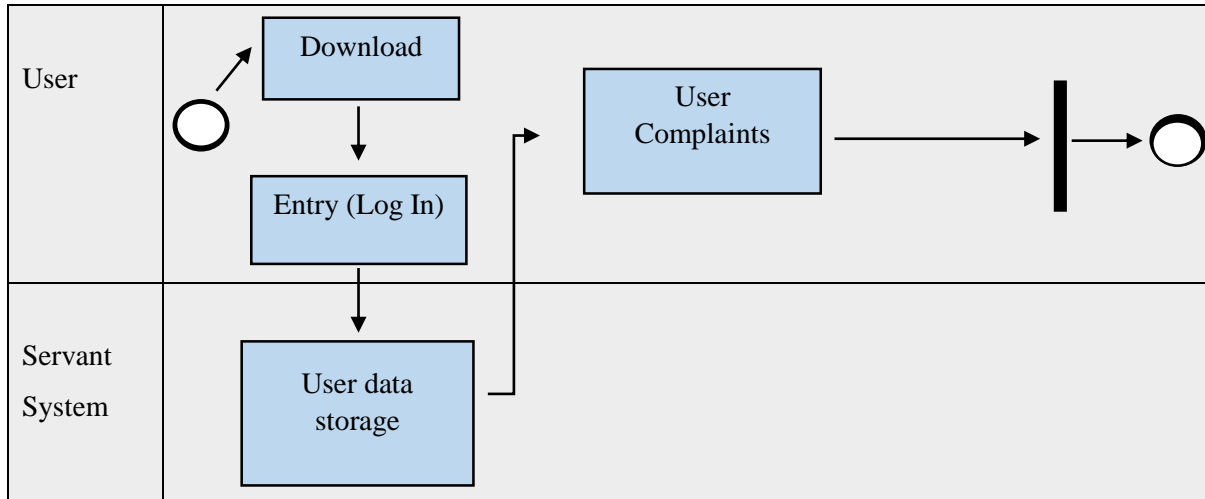 User
Download
Entry (Log In)
User
Complaints
Servant
System
User data
storage